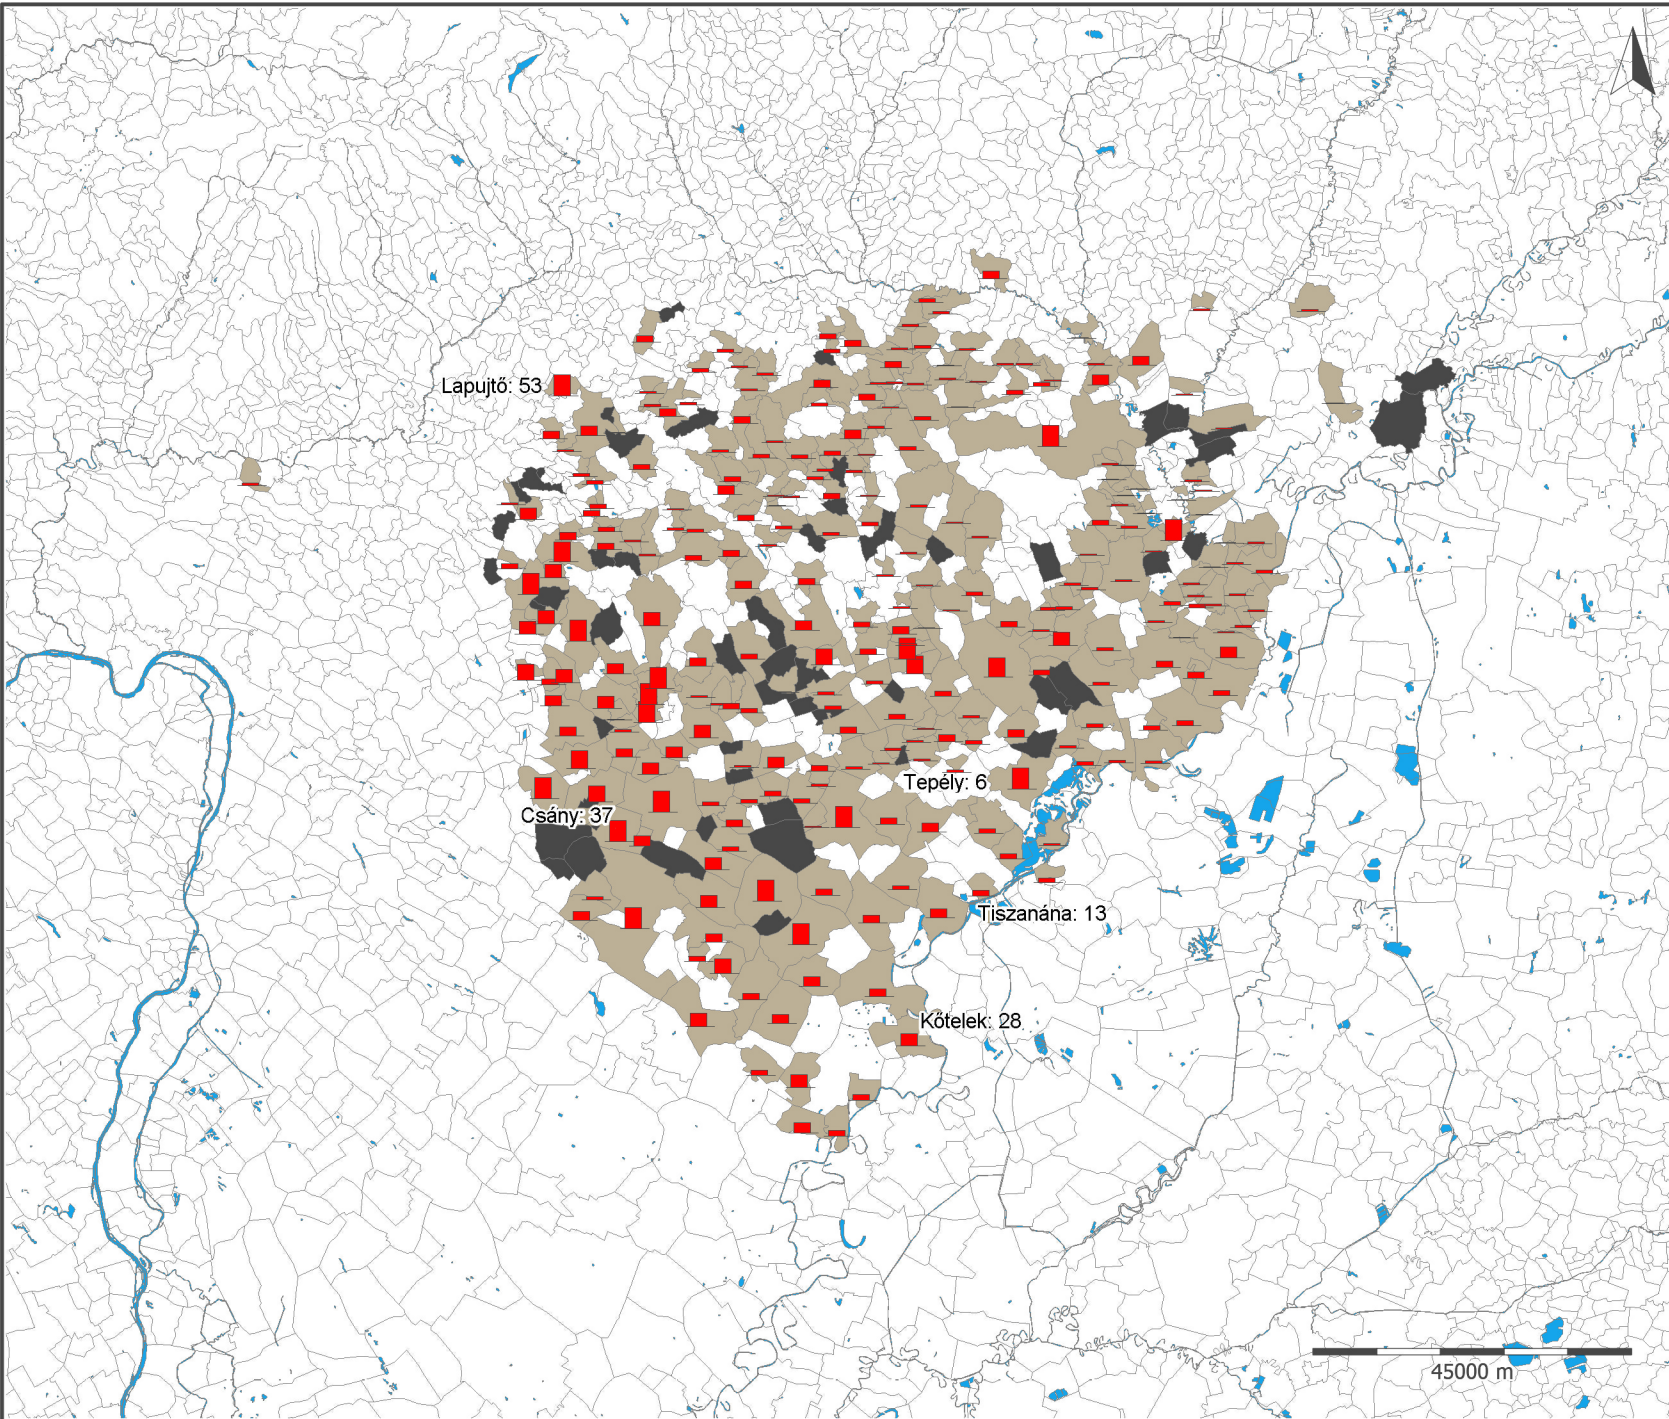 Lapujtő: 53
Tepély: 6
Csány: 37
Tiszanána: 13
Kőtelek: 28
45000 m